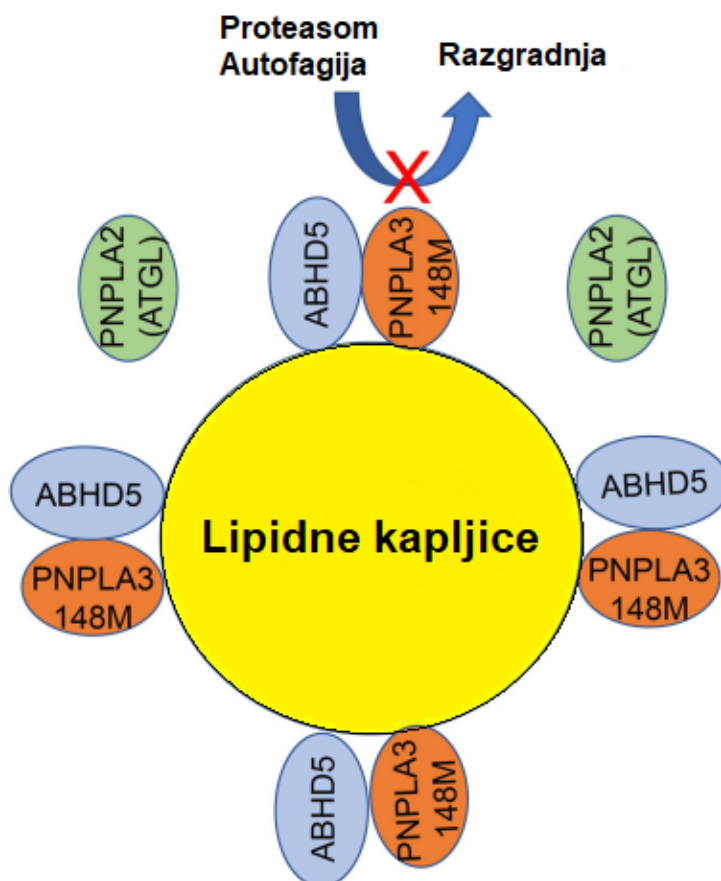 Proteasom
Autofagija
Razgradnja
PNPLA2
(ATGL)
ABHD5
PNPLA3
148M
PNPLA2
(ATGL)
ABHD5
PNPLA3
148M
Lipidne kapljice
ABHD5
PNPLA3
148M
ABHD5
PNPLA3
148M